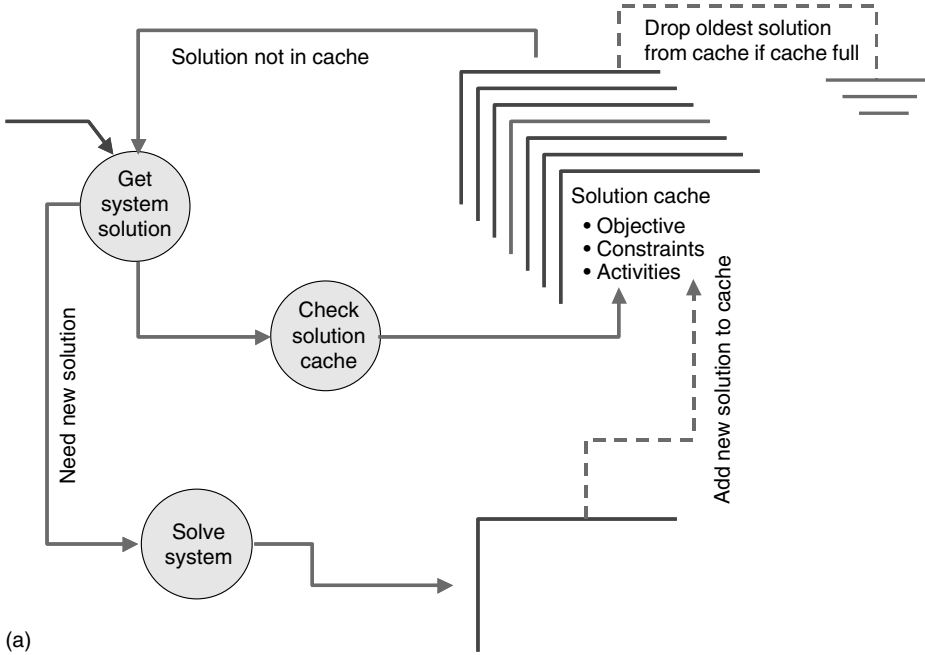 Drop oldest solution
from cache if cache full
Solution not in cache
Get
system
solution
Solution cache
• Objective
• Constraints
• Activities
Check
solution
cache
Need new solution
Add new solution to cache
Solve
system
(a)